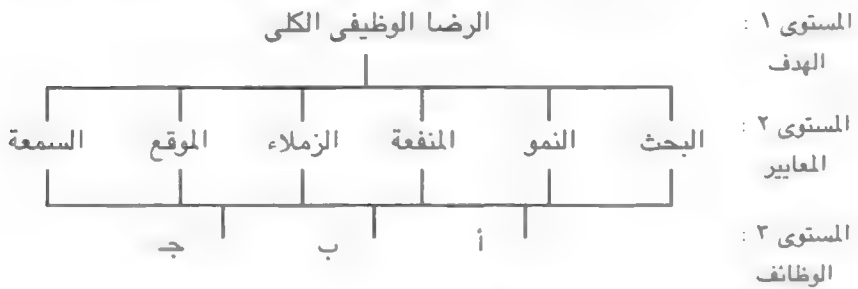 المستوى ١ :
الهدف
الرضا الوظيفى الكلى
المستوى ٢ :
المعايير
البحث النمو المنفعة الزملاء الموقع السمعة
المستوى ٣ :
الوظائف
أ ب جـ